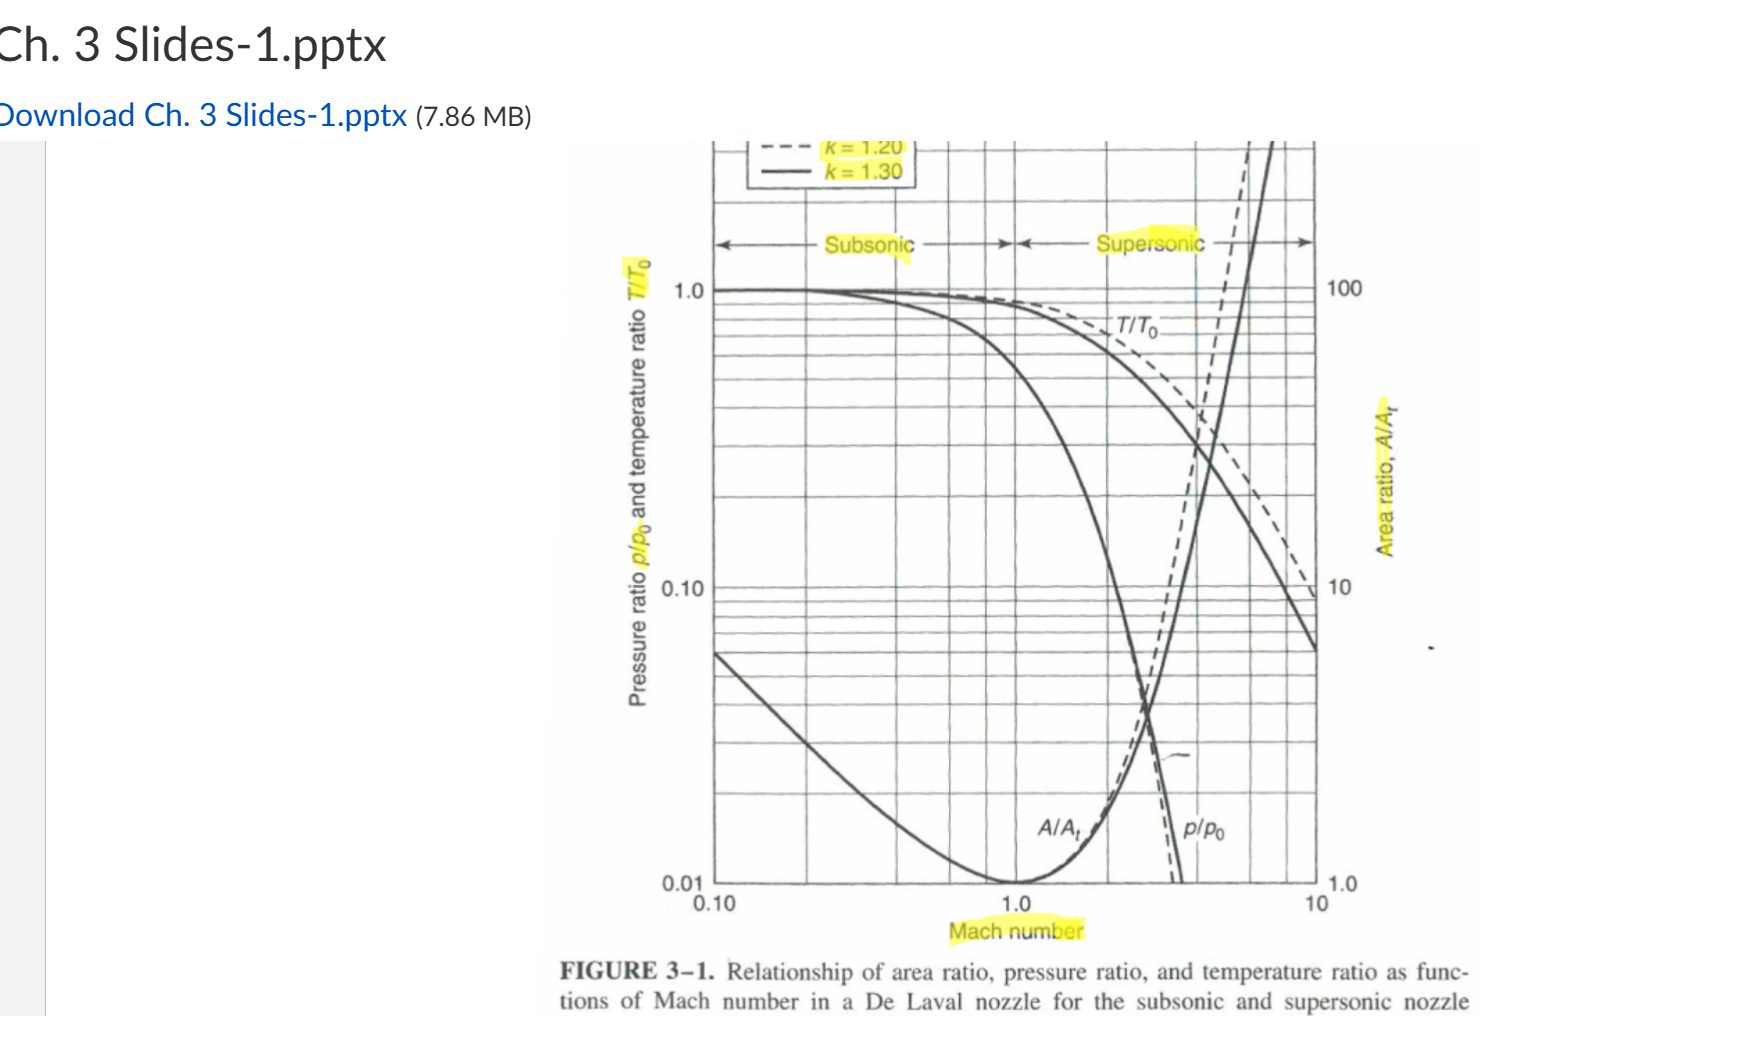 Ch. 3 Slides-1.pptx
Download Ch. 3 Slides-1.pptx (7.86 MB)
k = 1.20
k = 1.30
Subsonic
Supersonic
Pressure ratio p/p0 and temperature ratio T/T0
1.0
0.10
0.01
T/T0
A/At
p/p0
100
10
1.0
Area ratio, A/At
0.10
1.0
10
Mach number
FIGURE 3–1. Relationship of area ratio, pressure ratio, and temperature ratio as func-
tions of Mach number in a De Laval nozzle for the subsonic and supersonic nozzle